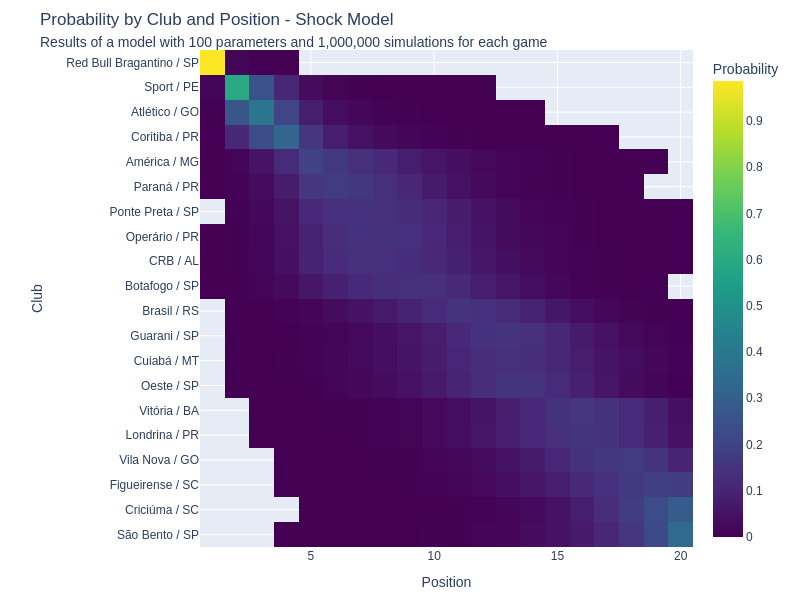 Probability by Club and Position - Shock Model
Results of a model with 100 parameters and 1,000,000 simulations for each game
Probability
Red Bull Bragantino / SP
Sport / PE
Atlético / GO
Coritiba / PR
América / MG
Paraná / PR
Ponte Preta / SP
Operário / PR
CRB / AL
Botafogo / SP
Brasil / RS
Guarani / SP
Cuiabá / MT
Oeste / SP
Vitória / BA
Londrina / PR
Vila Nova / GO
Figueirense / SC
Criciúma / SC
São Bento / SP
Club
5
10
15
20
Position
0.9
0.8
0.7
0.6
0.5
0.4
0.3
0.2
0.1
0